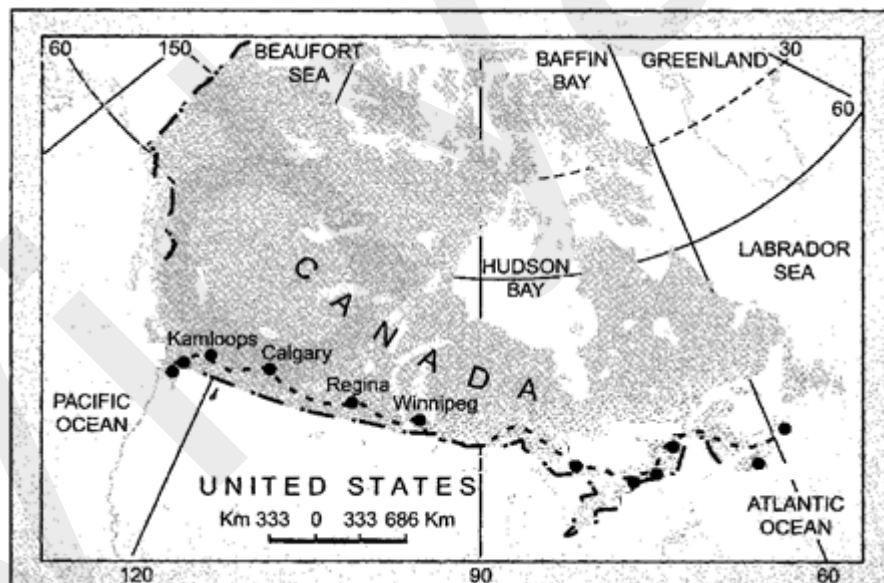 60
150
BEAUFORT
SEA
BAFFIN
BAY
GREENLAND
30
60
LABRADOR
SEA
HUDSON
BAY
CANADA
Kamloops
Calgary
Regina
Winnipeg
PACIFIC
OCEAN
UNITED STATES
Km 333 0 333 686 Km
ATLANTIC
OCEAN
120
90
60